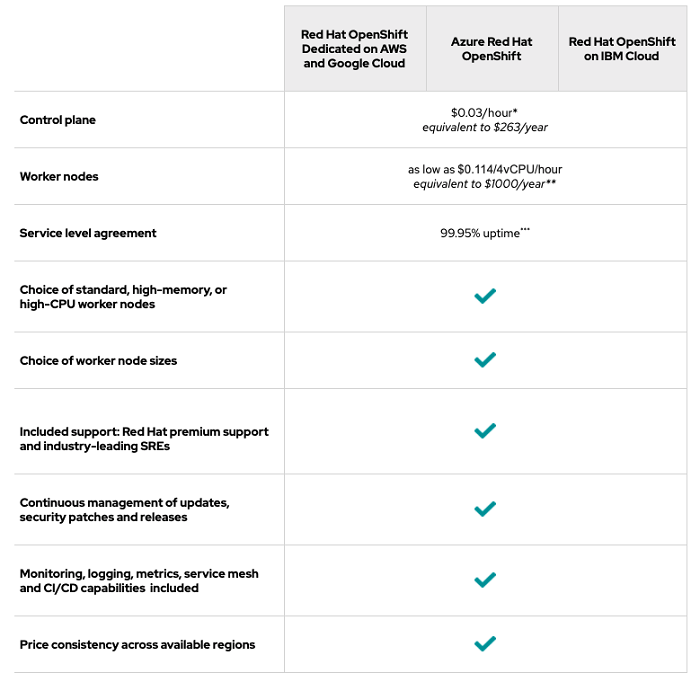 Red Hat OpenShift
Dedicated on AWS
and Google Cloud
Azure Red Hat
OpenShift
Red Hat OpenShift
on IBM Cloud
Control plane
$0.03/hour*
equivalent to $263/year
Worker nodes
as low as $0.114/4vCPU/hour
equivalent to $1000/year**
Service level agreement
99.95% uptime***
Choice of standard, high-memory, or
high-CPU worker nodes
Choice of worker node sizes
Included support: Red Hat premium support
and industry-leading SREs
Continuous management of updates,
security patches and releases
Monitoring, logging, metrics, service mesh
and CI/CD capabilities included
Price consistency across available regions